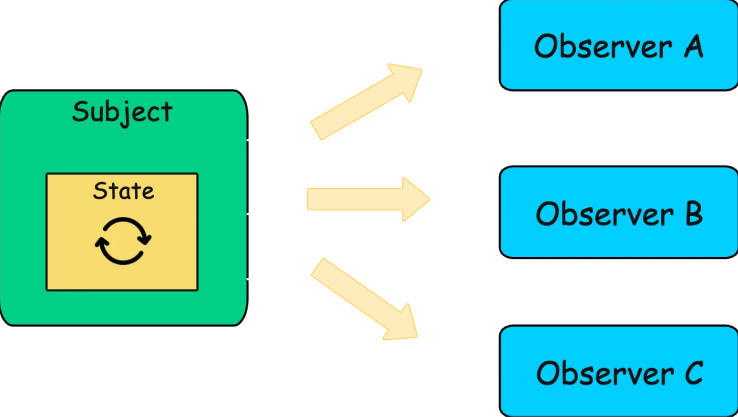 Subject
State
Observer A
Observer B
Observer C